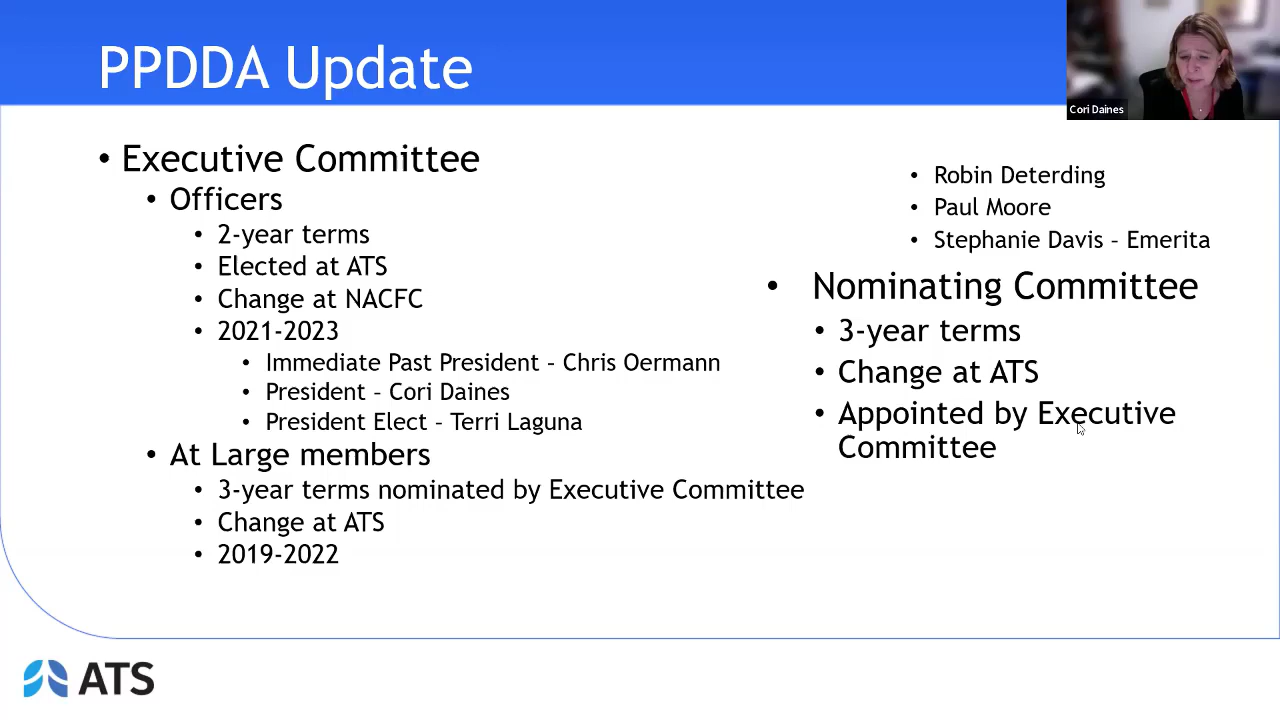 PPDDA Update
Cori Daines
• Executive Committee
• Officers
• 2-year terms
• Elected at ATS
• Change at NACFC
• 2021-2023
• Immediate Past President – Chris Oermann
• President – Cori Daines
• President Elect – Terri Laguna
• At Large members
• 3-year terms nominated by Executive Committee
• Change at ATS
• 2019-2022
• Robin Deterding
• Paul Moore
• Stephanie Davis – Emerita
• Nominating Committee
• 3-year terms
• Change at ATS
• Appointed by Executive
Committee
ATS